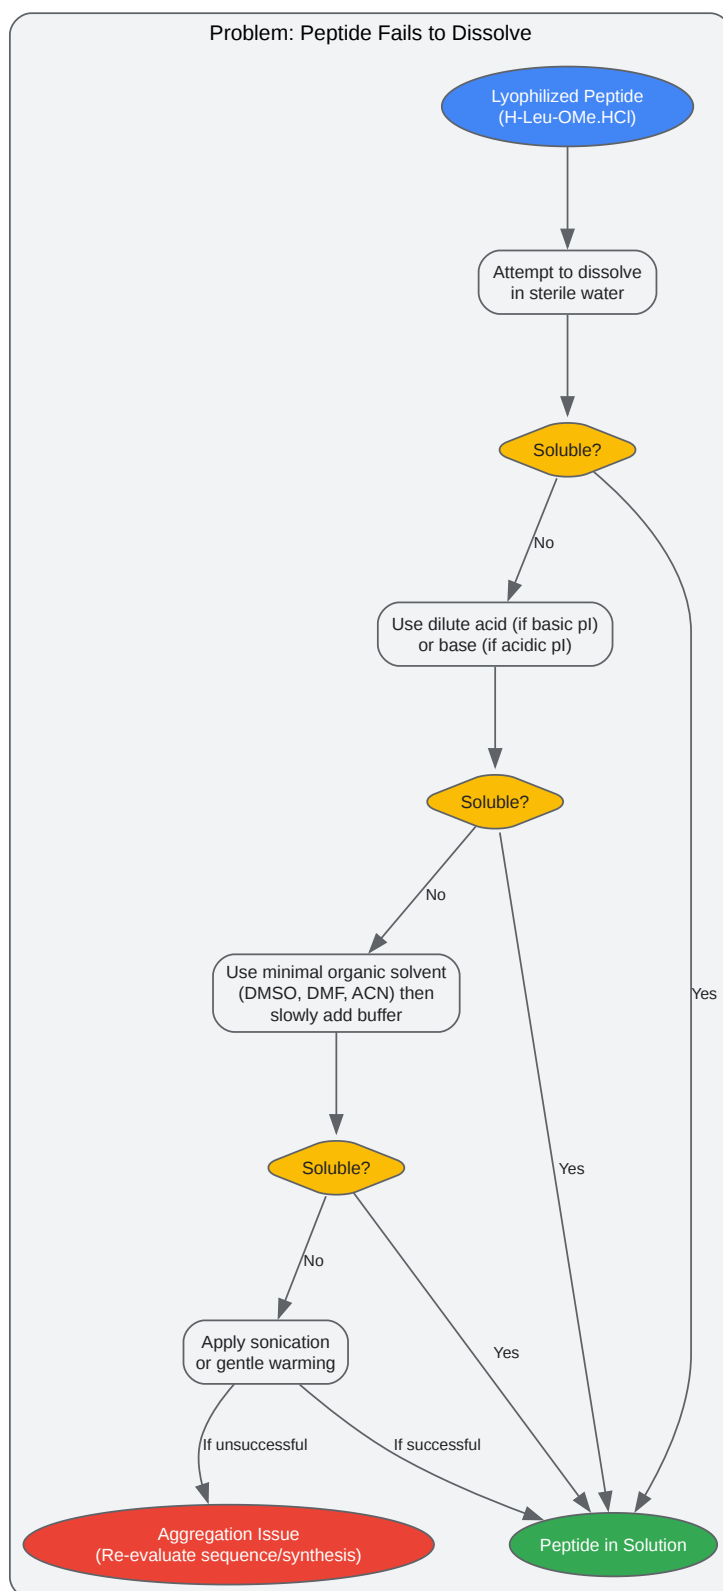 Problem: Peptide Fails to Dissolve
Lyophilized Peptide
(H-Leu-OMe.HCl)
Attempt to dissolve
in sterile water
Soluble?
No
Use dilute acid (if basic pI)
or base (if acidic pI)
Soluble?
No
Use minimal organic solvent
(DMSO, DMF, ACN) then
slowly add buffer
Yes
Soluble?
Yes
No
Apply sonication
or gentle warming
Yes
If unsuccessful
If successful
Aggregation Issue
(Re-evaluate sequence/synthesis)
Peptide in Solution